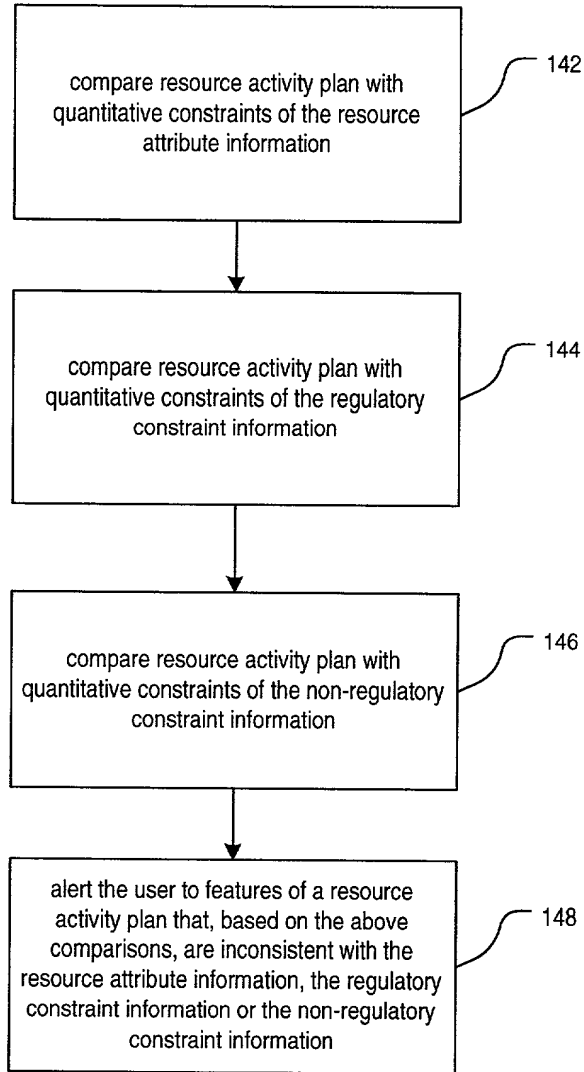 compare resource activity plan with
quantitative constraints of the resource
attribute information
142
compare resource activity plan with
quantitative constraints of the regulatory
constraint information
144
compare resource activity plan with
quantitative constraints of the non-regulatory
constraint information
146
alert the user to features of a resource
activity plan that, based on the above
comparisons, are inconsistent with the
resource attribute information, the regulatory
constraint information or the non-regulatory
constraint information
148